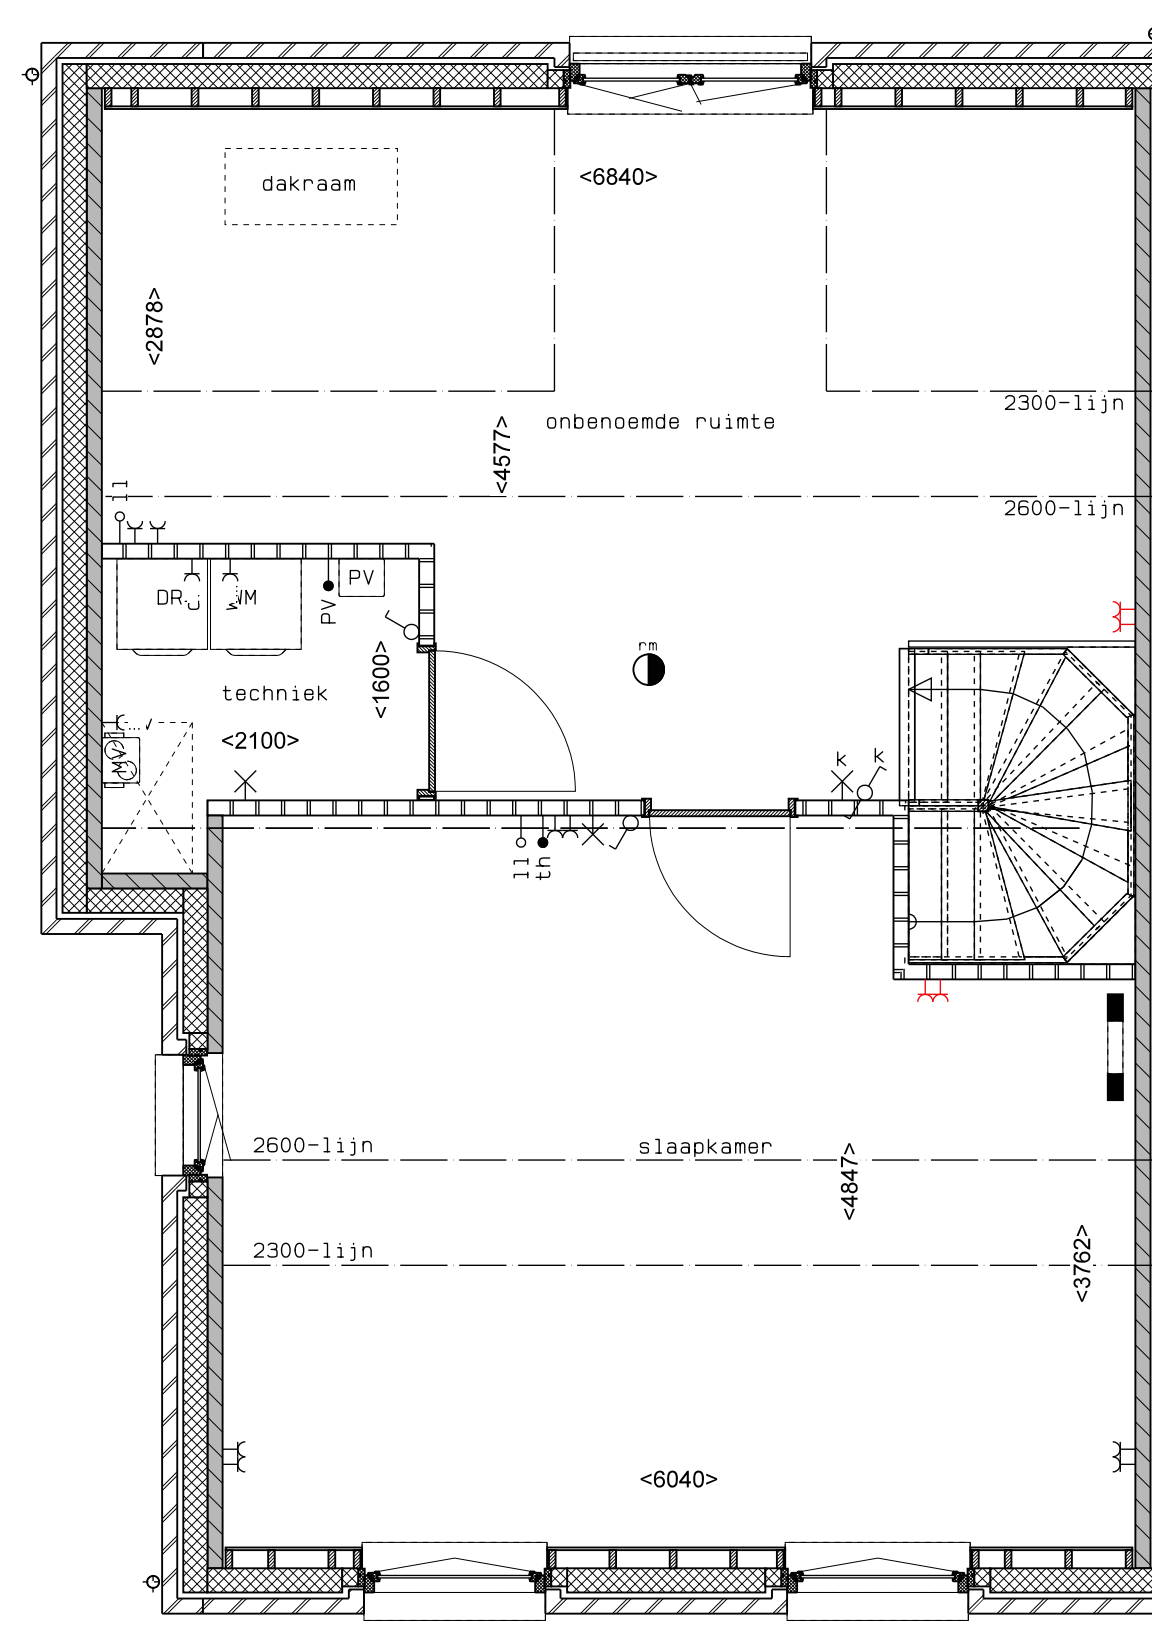 <6840>
dakraam
<2878>
2300-lijn
onbenoemde ruimte
<4577>
ll
2600-lijn
DR
WM
PV
PV
rm
<1600>
techniek
<2100>
MV
k
k
ll
th
2600-lijn
slaapkamer
<4847>
2300-lijn
<3762>
<6040>